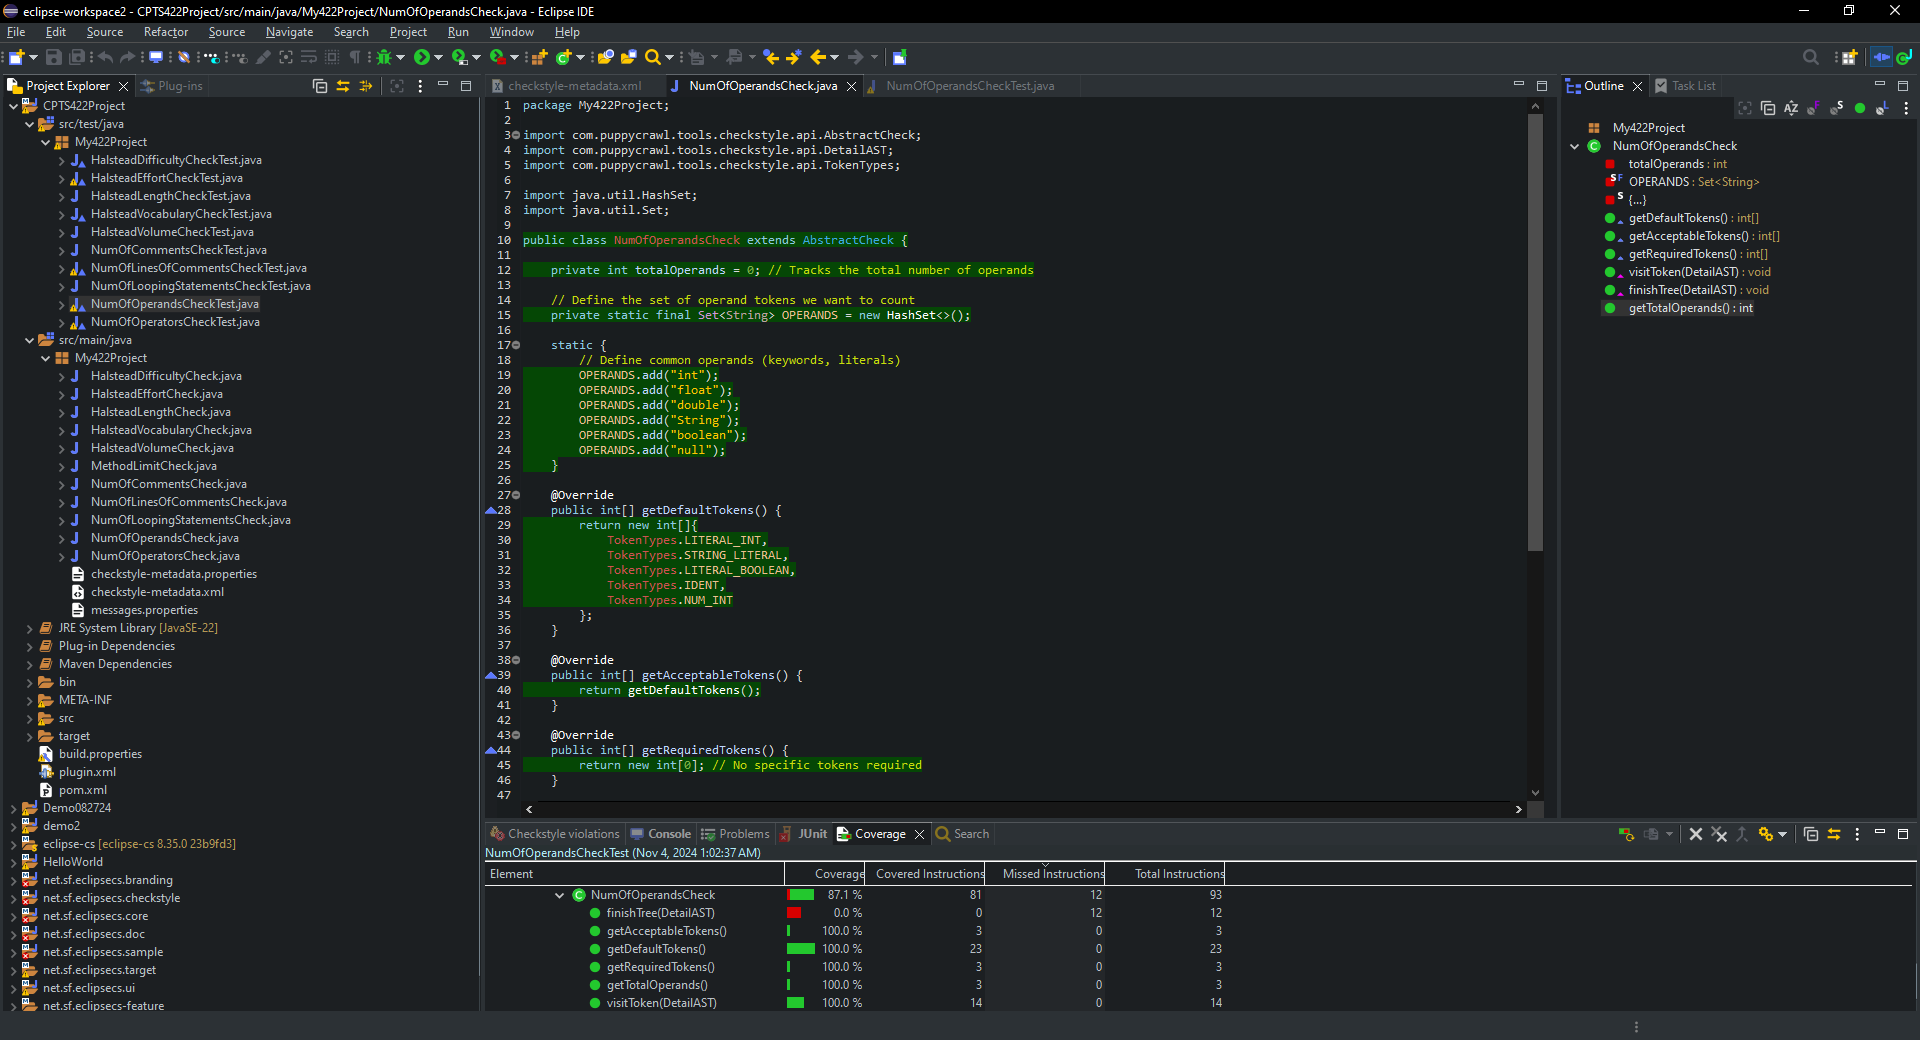 eclipse-workspace2 - CPTS422Project/src/main/java/My422Project/NumOfOperandsCheck.java - Eclipse IDE
File Edit Source Refactor Source Navigate Search Project Run Window Help
Project Explorer
Plug-ins
CPTS422Project
src/test/java
My422Project
HalsteadDifficultyCheckTest.java
HalsteadEffortCheckTest.java
HalsteadLengthCheckTest.java
HalsteadVocabularyCheckTest.java
HalsteadVolumeCheckTest.java
NumOfCommentsCheckTest.java
NumOfLinesOfCommentsCheckTest.java
NumOfLoopingStatementsCheckTest.java
NumOfOperandsCheckTest.java
NumOfOperatorsCheckTest.java
src/main/java
My422Project
HalsteadDifficultyCheck.java
HalsteadEffortCheck.java
HalsteadLengthCheck.java
HalsteadVocabularyCheck.java
HalsteadVolumeCheck.java
MethodLimitCheck.java
NumOfCommentsCheck.java
NumOfLinesOfCommentsCheck.java
NumOfLoopingStatementsCheck.java
NumOfOperandsCheck.java
NumOfOperatorsCheck.java
checkstyle-metadata.properties
checkstyle-metadata.xml
messages.properties
JRE System Library [JavaSE-22]
Plug-in Dependencies
Maven Dependencies
bin
META-INF
src
target
build.properties
plugin.xml
pom.xml
Demo082724
demo2
eclipse-cs [eclipse-cs 8.35.0 23b9fd3]
HelloWorld
net.sf.eclipsecs.branding
net.sf.eclipsecs.checkstyle
net.sf.eclipsecs.core
net.sf.eclipsecs.doc
net.sf.eclipsecs.sample
net.sf.eclipsecs.target
net.sf.eclipsecs.ui
net.sf.eclipsecs-feature
checkstyle-metadata.xml
NumOfOperandsCheck.java
NumOfOperandsCheckTest.java
1 package My422Project;
2
3 import com.puppycrawl.tools.checkstyle.api.AbstractCheck;
4 import com.puppycrawl.tools.checkstyle.api.DetailAST;
5 import com.puppycrawl.tools.checkstyle.api.TokenTypes;
6
7 import java.util.HashSet;
8 import java.util.Set;
9
10 public class NumOfOperandsCheck extends AbstractCheck {
11
12 private int totalOperands = 0; // Tracks the total number of operands
13
14 // Define the set of operand tokens we want to count
15 private static final Set<String> OPERANDS = new HashSet<>();
16
17 static {
18 // Define common operands (keywords, literals)
19 OPERANDS.add("int");
20 OPERANDS.add("float");
21 OPERANDS.add("double");
22 OPERANDS.add("String");
23 OPERANDS.add("boolean");
24 OPERANDS.add("null");
25 }
26
27 @Override
28 public int[] getDefaultTokens() {
29 return new int[]{
30 TokenTypes.LITERAL_INT,
31 TokenTypes.STRING_LITERAL,
32 TokenTypes.LITERAL_BOOLEAN,
33 TokenTypes.IDENT,
34 TokenTypes.NUM_INT
35 };
36 }
37
38 @Override
39 public int[] getAcceptableTokens() {
40 return getDefaultTokens();
41 }
42
43 @Override
44 public int[] getRequiredTokens() {
45 return new int[0]; // No specific tokens required
46 }
47
Outline
Task List
My422Project
NumOfOperandsCheck
totalOperands : int
OPERANDS : Set<String>
{...}
getDefaultTokens() : int[]
getAcceptableTokens() : int[]
getRequiredTokens() : int[]
visitToken(DetailAST) : void
finishTree(DetailAST) : void
getTotalOperands() : int
Checkstyle violations Console Problems JUnit Coverage Search
NumOfOperandsCheckTest (Nov 4, 2024 1:02:37 AM)
Element Coverage Covered Instructions Missed Instructions Total Instructions
NumOfOperandsCheck 87.1 % 81 12 93
finishTree(DetailAST) 0.0 % 0 12 12
getAcceptableTokens() 100.0 % 3 0 3
getDefaultTokens() 100.0 % 23 0 23
getRequiredTokens() 100.0 % 3 0 3
getTotalOperands() 100.0 % 3 0 3
visitToken(DetailAST) 100.0 % 14 0 14